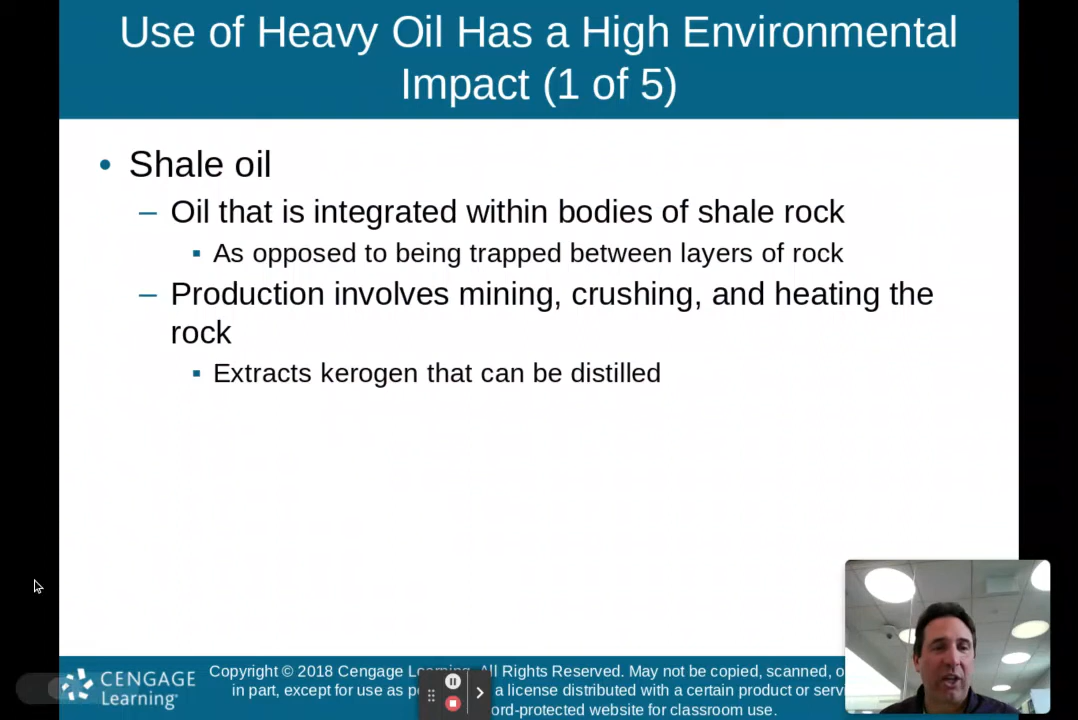 Use of Heavy Oil Has a High Environmental
Impact (1 of 5)
• Shale oil
– Oil that is integrated within bodies of shale rock
▪ As opposed to being trapped between layers of rock
– Production involves mining, crushing, and heating the
rock
▪ Extracts kerogen that can be distilled
CENGAGE
Learning
Copyright © 2018 Cengage Learning. All Rights Reserved. May not be copied, scanned,
in part, except for use as a license distributed with a certain product or
website for classroom use.